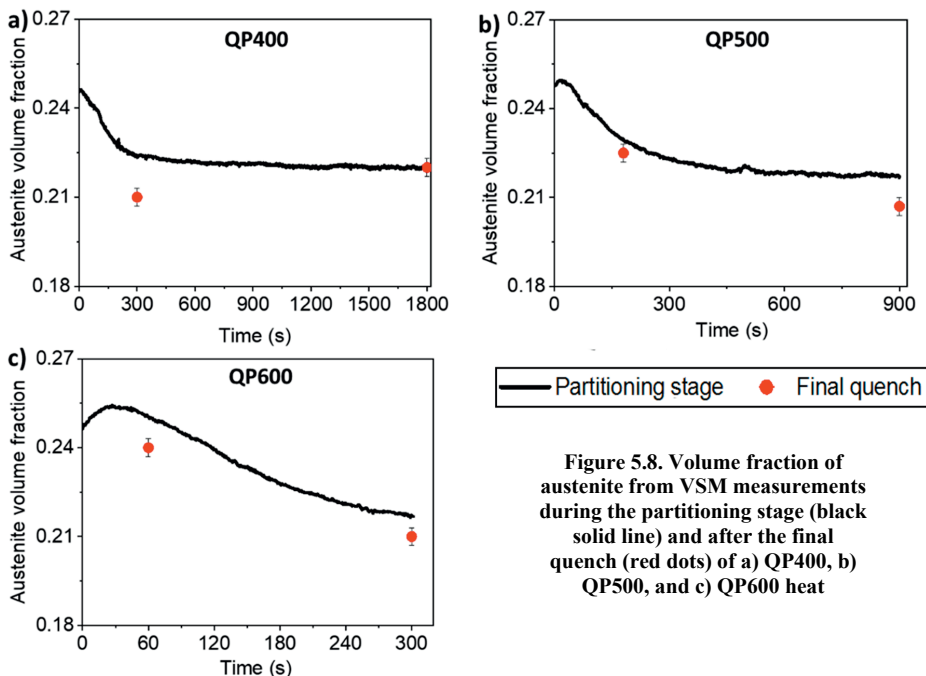 a)
QP400
Austenite volume fraction
0.27
0.24
0.21
0.18
0 300 600 900 1200 1500 1800
Time (s)
b)
QP500
Austenite volume fraction
0.27
0.24
0.21
0.18
0 300 600 900
Time (s)
c)
QP600
Austenite volume fraction
0.27
0.24
0.21
0.18
0 60 120 180 240 300
Time (s)
Partitioning stage Final quench
Figure 5.8. Volume fraction of
austenite from VSM measurements
during the partitioning stage (black
solid line) and after the final
quench (red dots) of a) QP400, b)
QP500, and c) QP600 heat